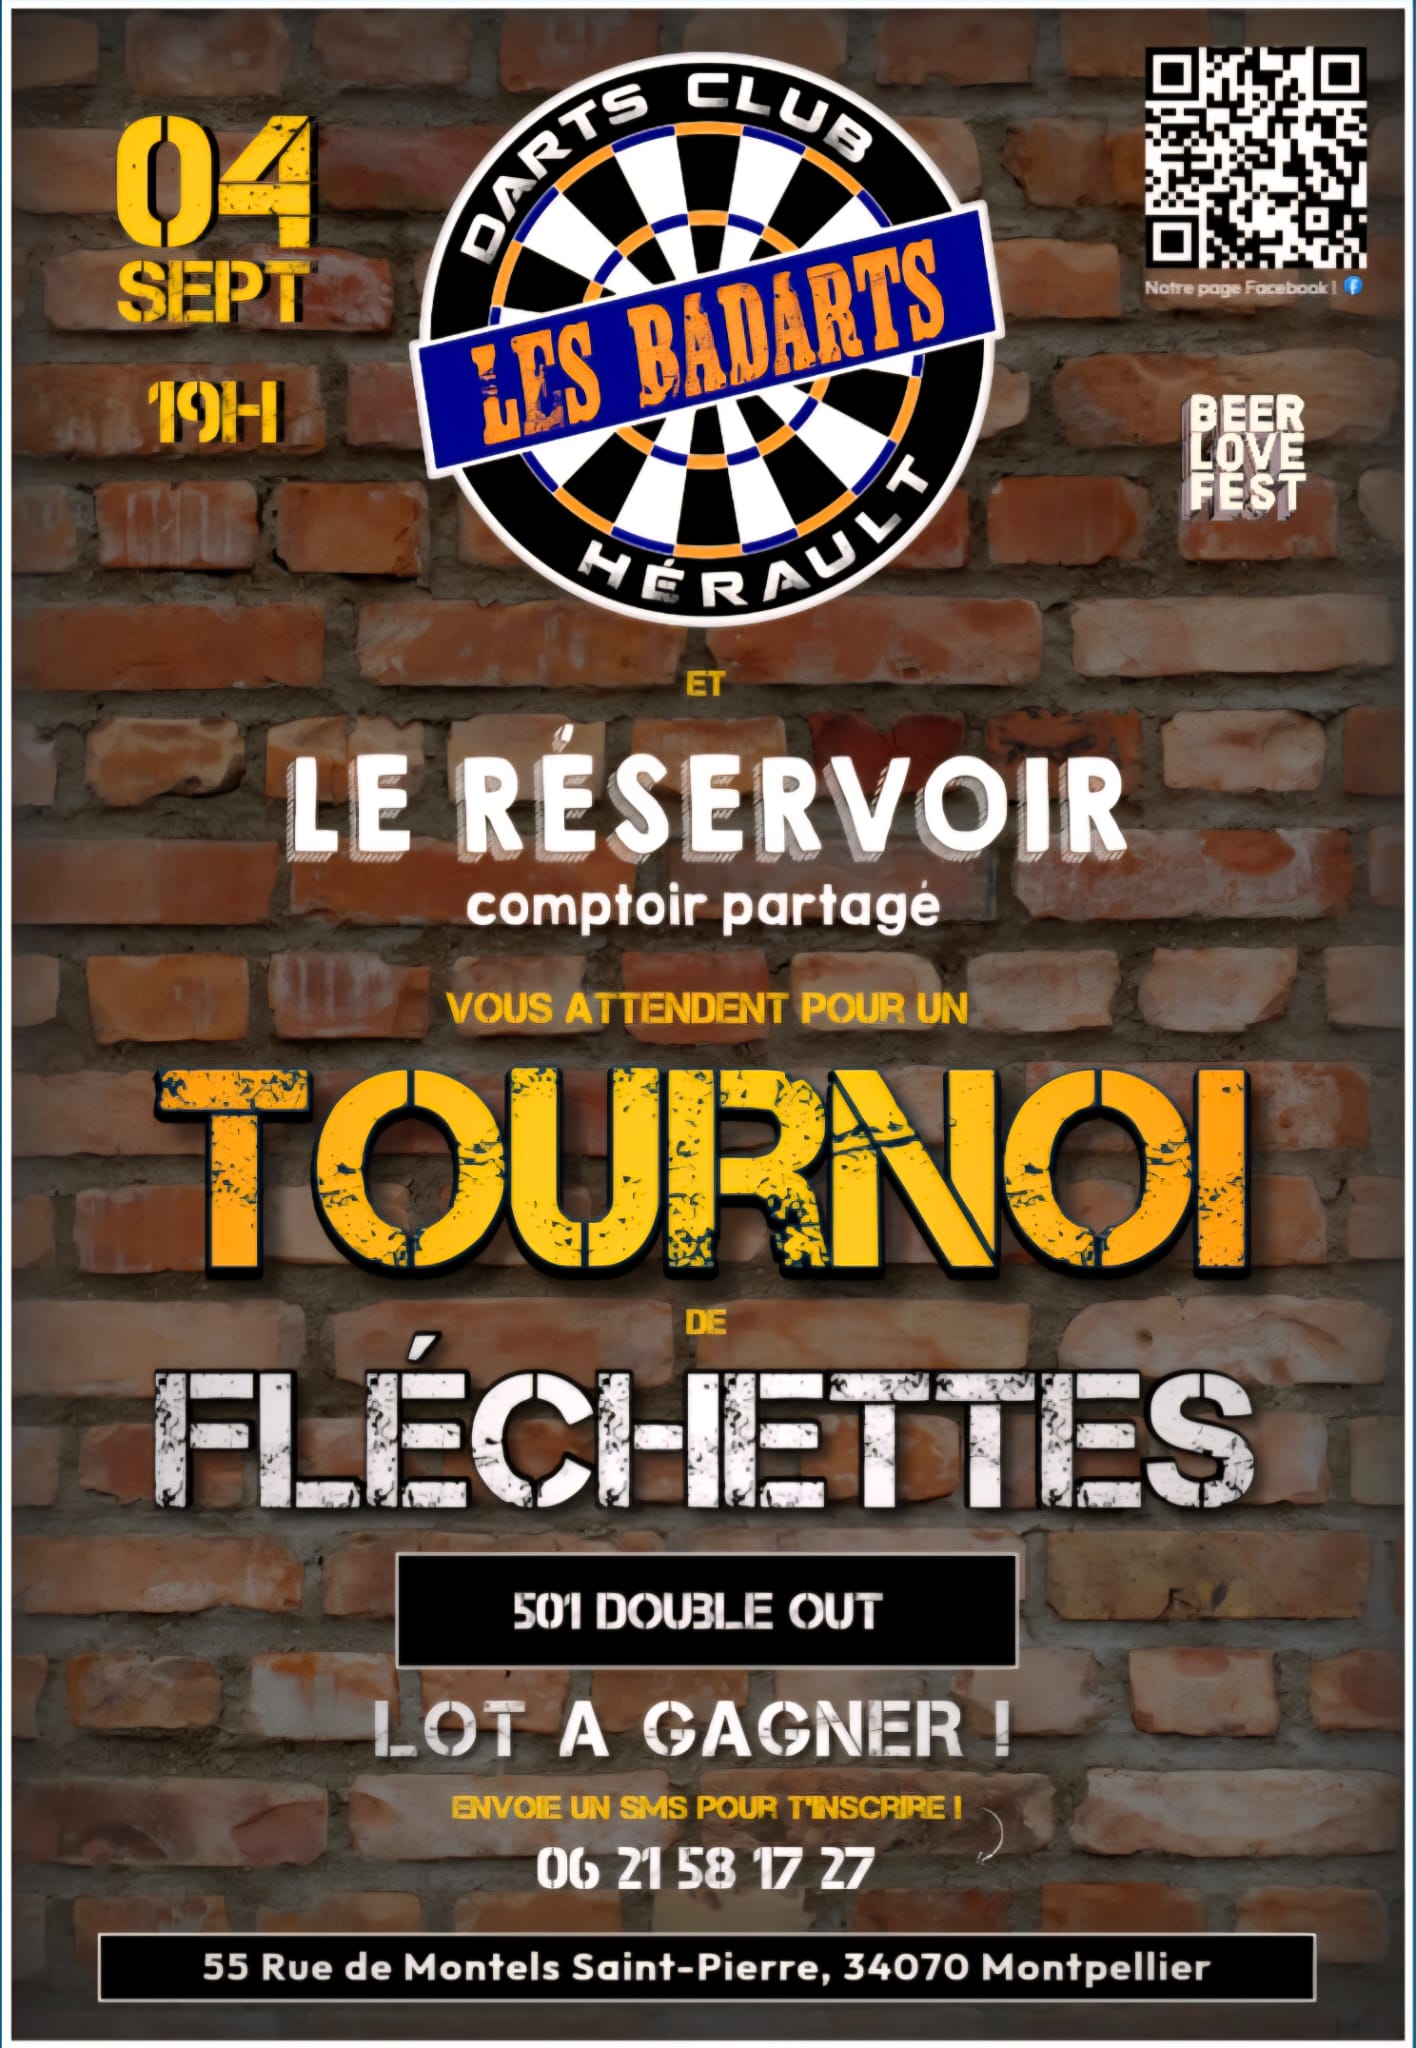 04
SEPT
19H
DARTS CLUB
LES BADARTS
HÉRAULT
Notre page Facebook !
BEER
LOVE
FEST
ET
LE RÉSERVOIR
comptoir partagé
VOUS ATTENDENT POUR UN
TOURNOI
DE
FLÉCHETTES
501 DOUBLE OUT
LOT A GAGNER !
ENVOIE UN SMS POUR T'INSCRIRE !
06 21 58 17 27
55 Rue de Montels Saint-Pierre, 34070 Montpellier